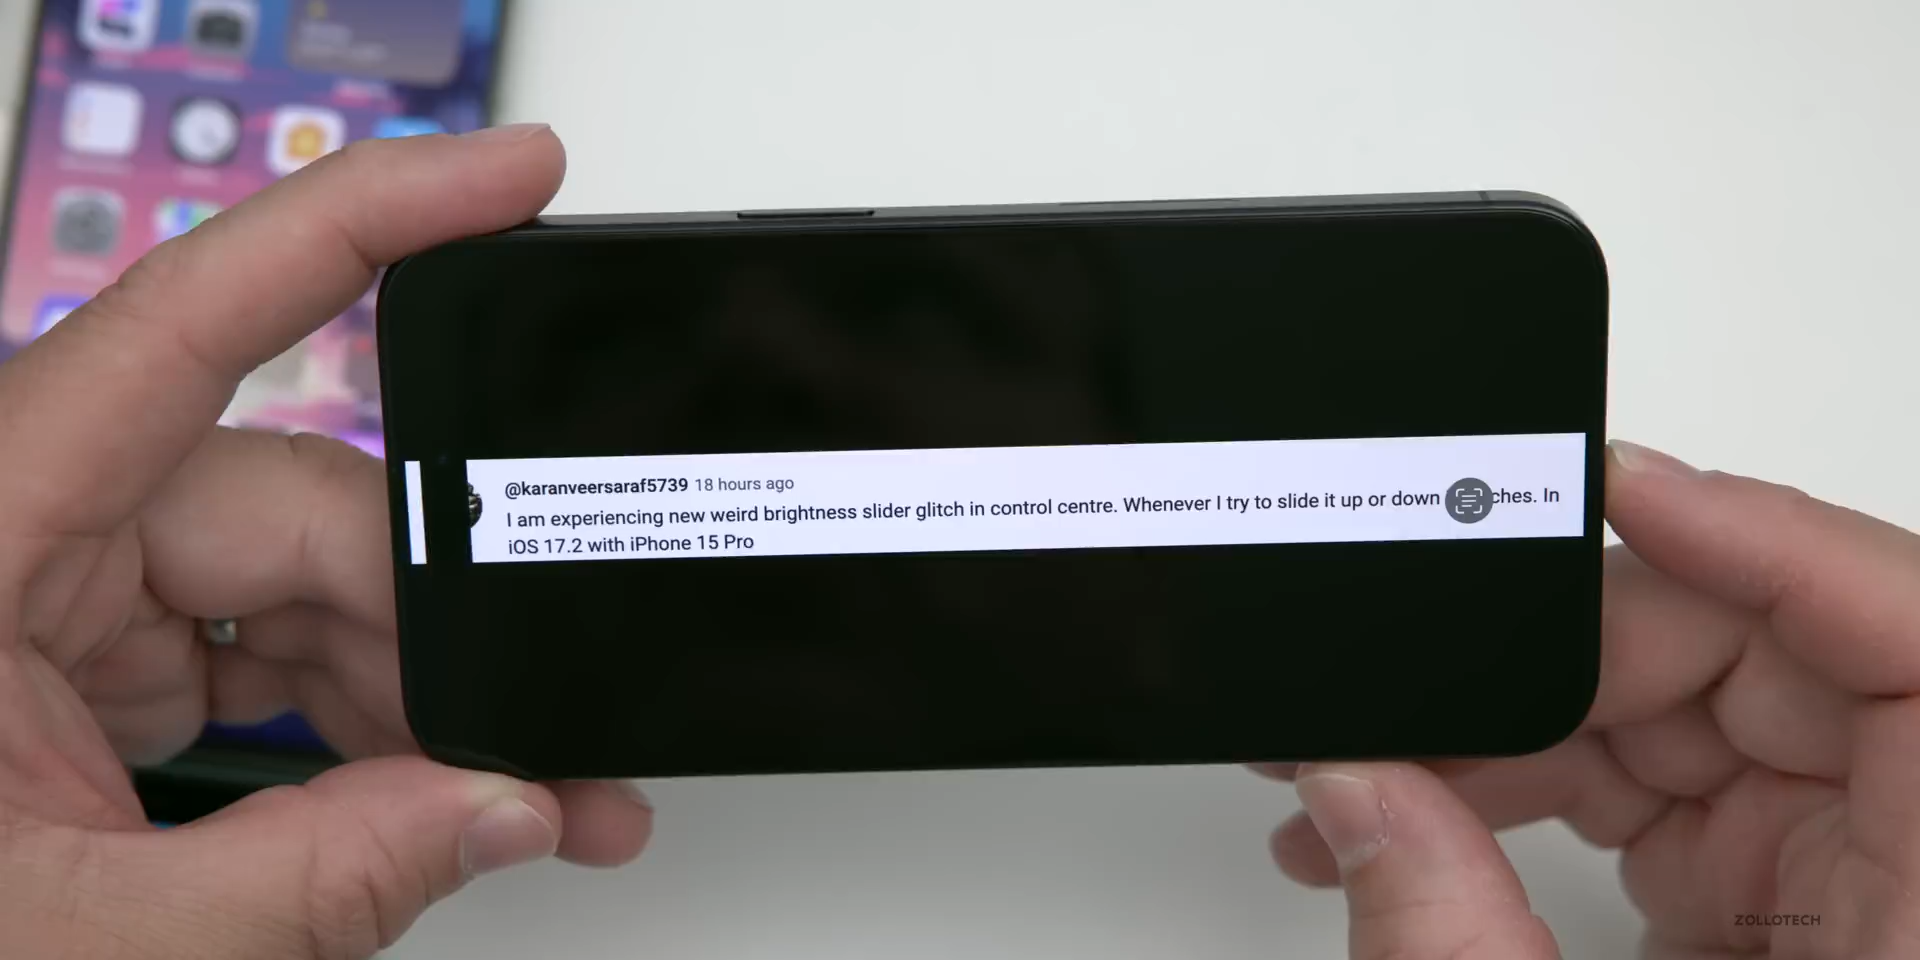 @karanveersaraf5739 18 hours ago
I am experiencing new weird brightness slider glitch in control centre. Whenever I try to slide it up or down In
iOS 17.2 with iPhone 15 Pro
ZOLLOTECH